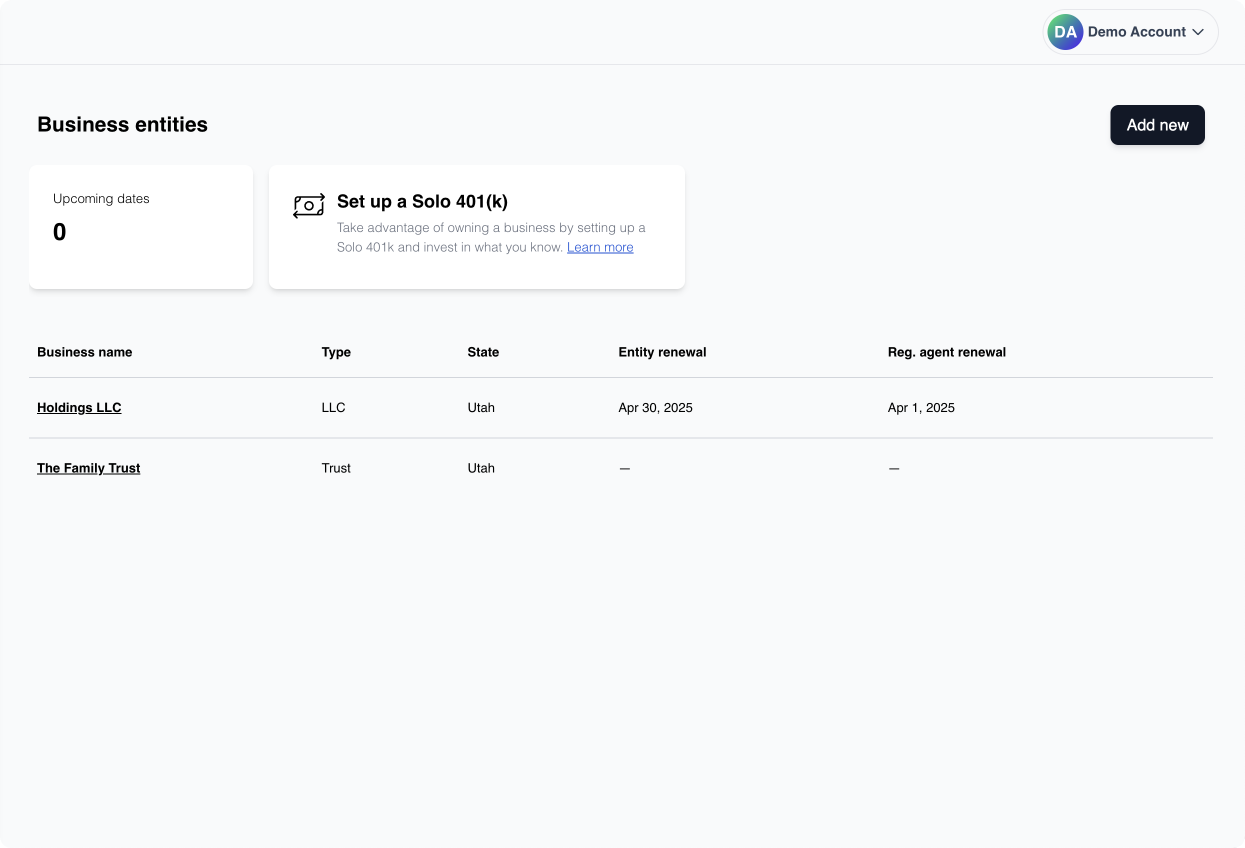 DA Demo Account
Business entities
Add new
Upcoming dates
0
Set up a Solo 401(k)
Take advantage of owning a business by setting up a
Solo 401k and invest in what you know. Learn more
Business name Type State Entity renewal Reg. agent renewal
Holdings LLC LLC Utah Apr 30, 2025 Apr 1, 2025
The Family Trust Trust Utah — —